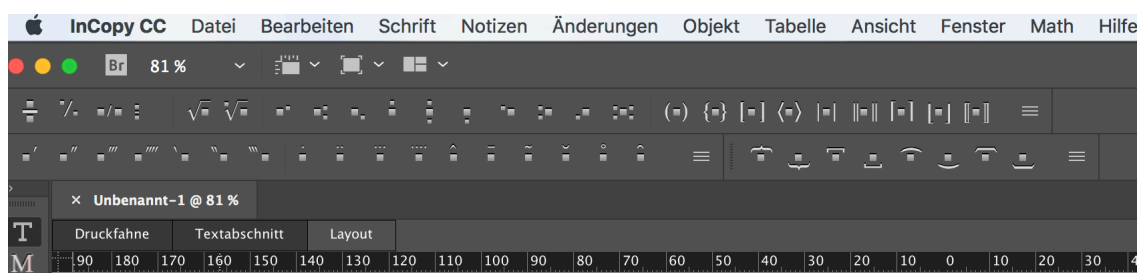 InCopy CC Datei Bearbeiten Schrift Notizen Änderungen Objekt Tabelle Ansicht Fenster Math Hilfe
Br 81 %
× Unbenannt-1 @ 81 %
T Druckfahne Textabschnitt Layout
M 90 180 170 160 150 140 130 120 110 100 90 80 70 60 50 40 30 20 10 0 10 20 30 4